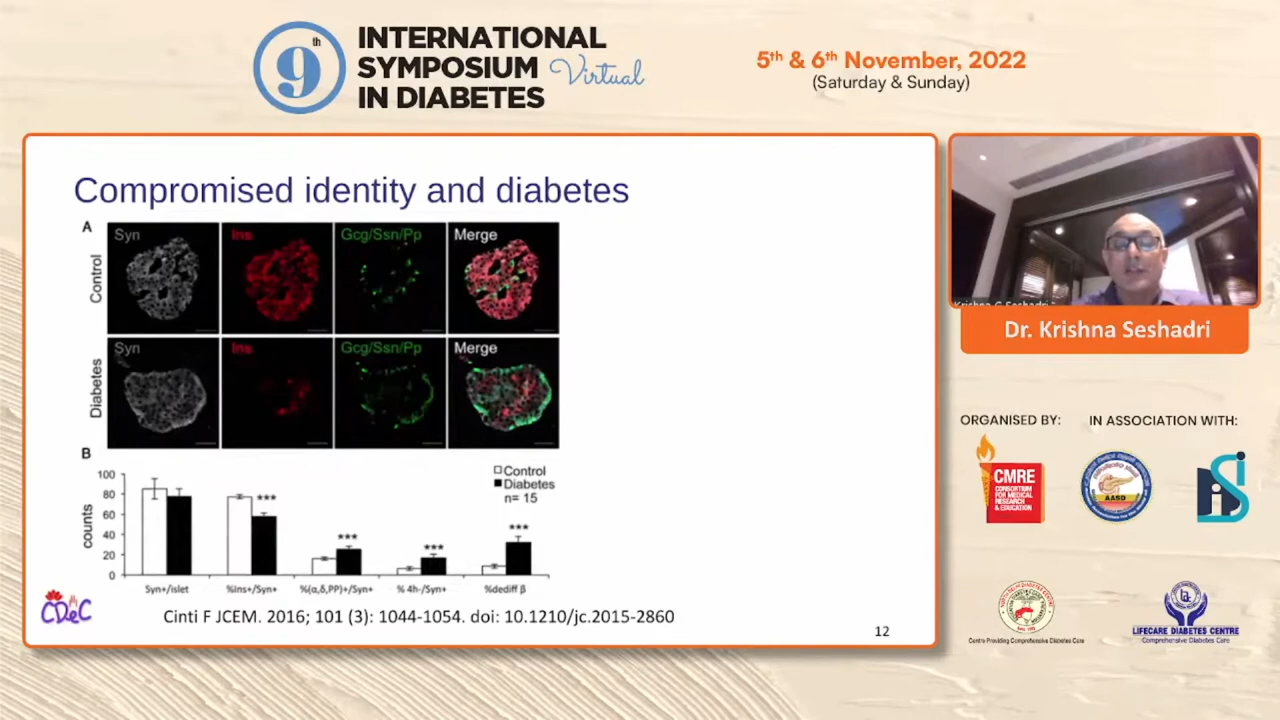 9th
INTERNATIONAL
SYMPOSIUM Virtual
IN DIABETES
5th & 6th November, 2022
(Saturday & Sunday)
Compromised identity and diabetes
A
Syn Ins Gcg/Ssn/Pp Merge
Control
Syn Ins Gcg/Ssn/Pp Merge
Diabetes
B
Control
Diabetes
n= 15
counts
100
80
60
40
20
0
***
***
***
***
Syn+/islet %Ins+/Syn+ %(α,δ,PP)+/Syn+ % 4h-/Syn+ %dediff β
CDeC
Cinti F JCEM. 2016; 101 (3): 1044-1054. doi: 10.1210/jc.2015-2860
12
Krishna G Seshadri
Dr. Krishna Seshadri
ORGANISED BY: IN ASSOCIATION WITH:
CMRE
CONSORTIUM
FOR MEDICAL
RESEARCH
& EDUCATION
AASD
Centre Providing Comprehensive Diabetes Care
LIFECARE DIABETES CENTRE
Comprehensive Diabetes Care